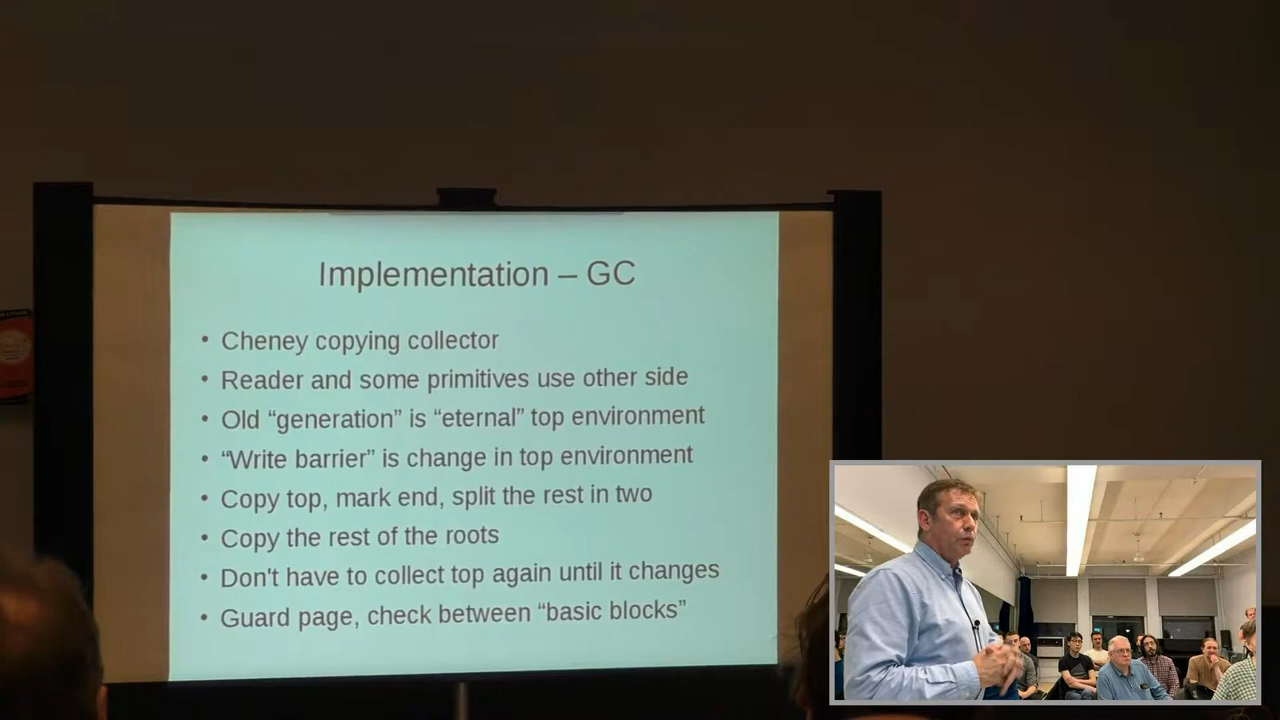 Implementation – GC
• Cheney copying collector
• Reader and some primitives use other side
• Old “generation” is “eternal” top environment
• “Write barrier” is change in top environment
• Copy top, mark end, split the rest in two
• Copy the rest of the roots
• Don't have to collect top again until it changes
• Guard page, check between “basic blocks”